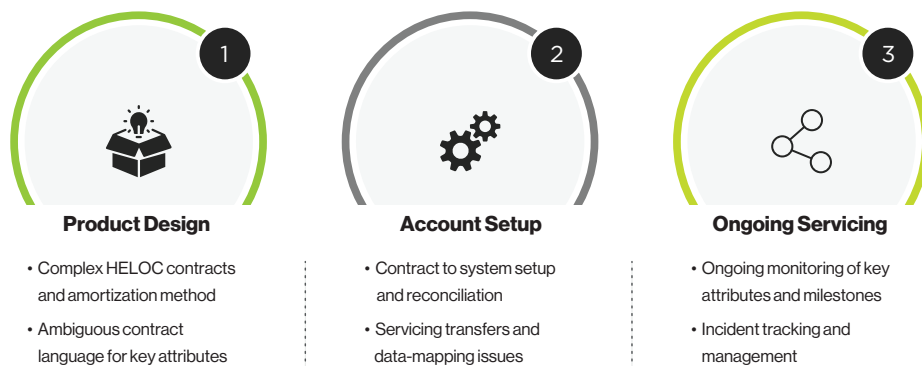 1
Product Design
• Complex HELOC contracts
and amortization method
• Ambiguous contract
language for key attributes
2
Account Setup
• Contract to system setup
and reconciliation
• Servicing transfers and
data-mapping issues
3
Ongoing Servicing
• Ongoing monitoring of key
attributes and milestones
• Incident tracking and
management